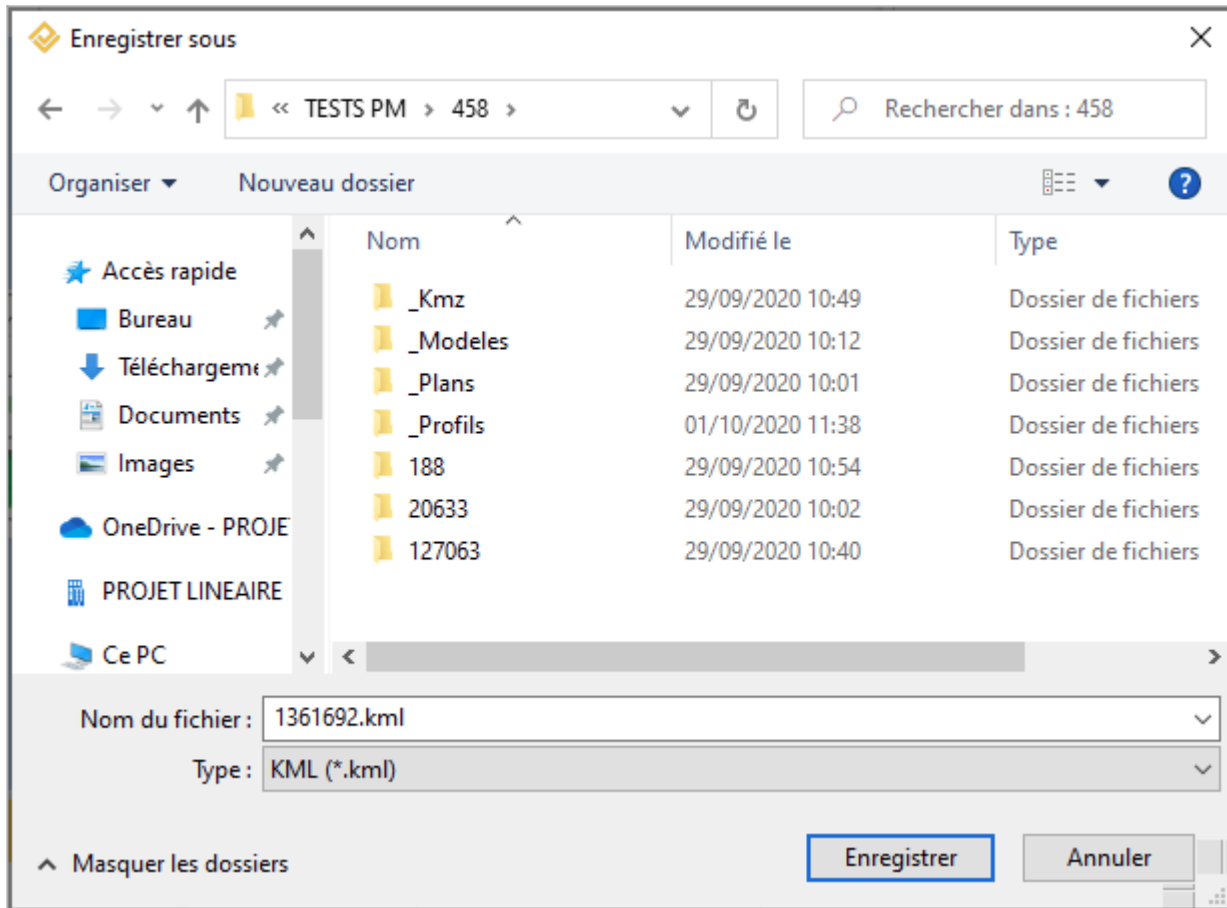 Enregistrer sous
« TESTS PM > 458 >
Rechercher dans : 458
Organiser
Nouveau dossier
?
Nom
Modifié le
Type
Accès rapide
Bureau
Téléchargeme
Documents
Images
OneDrive - PROJE
PROJET LINEAIRE
Ce PC
_Kmz 29/09/2020 10:49 Dossier de fichiers
_Modeles 29/09/2020 10:12 Dossier de fichiers
_Plans 29/09/2020 10:01 Dossier de fichiers
_Profils 01/10/2020 11:38 Dossier de fichiers
188 29/09/2020 10:54 Dossier de fichiers
20633 29/09/2020 10:02 Dossier de fichiers
127063 29/09/2020 10:40 Dossier de fichiers
Nom du fichier : 1361692.kml
Type : KML (*.kml)
Masquer les dossiers
Enregistrer
Annuler